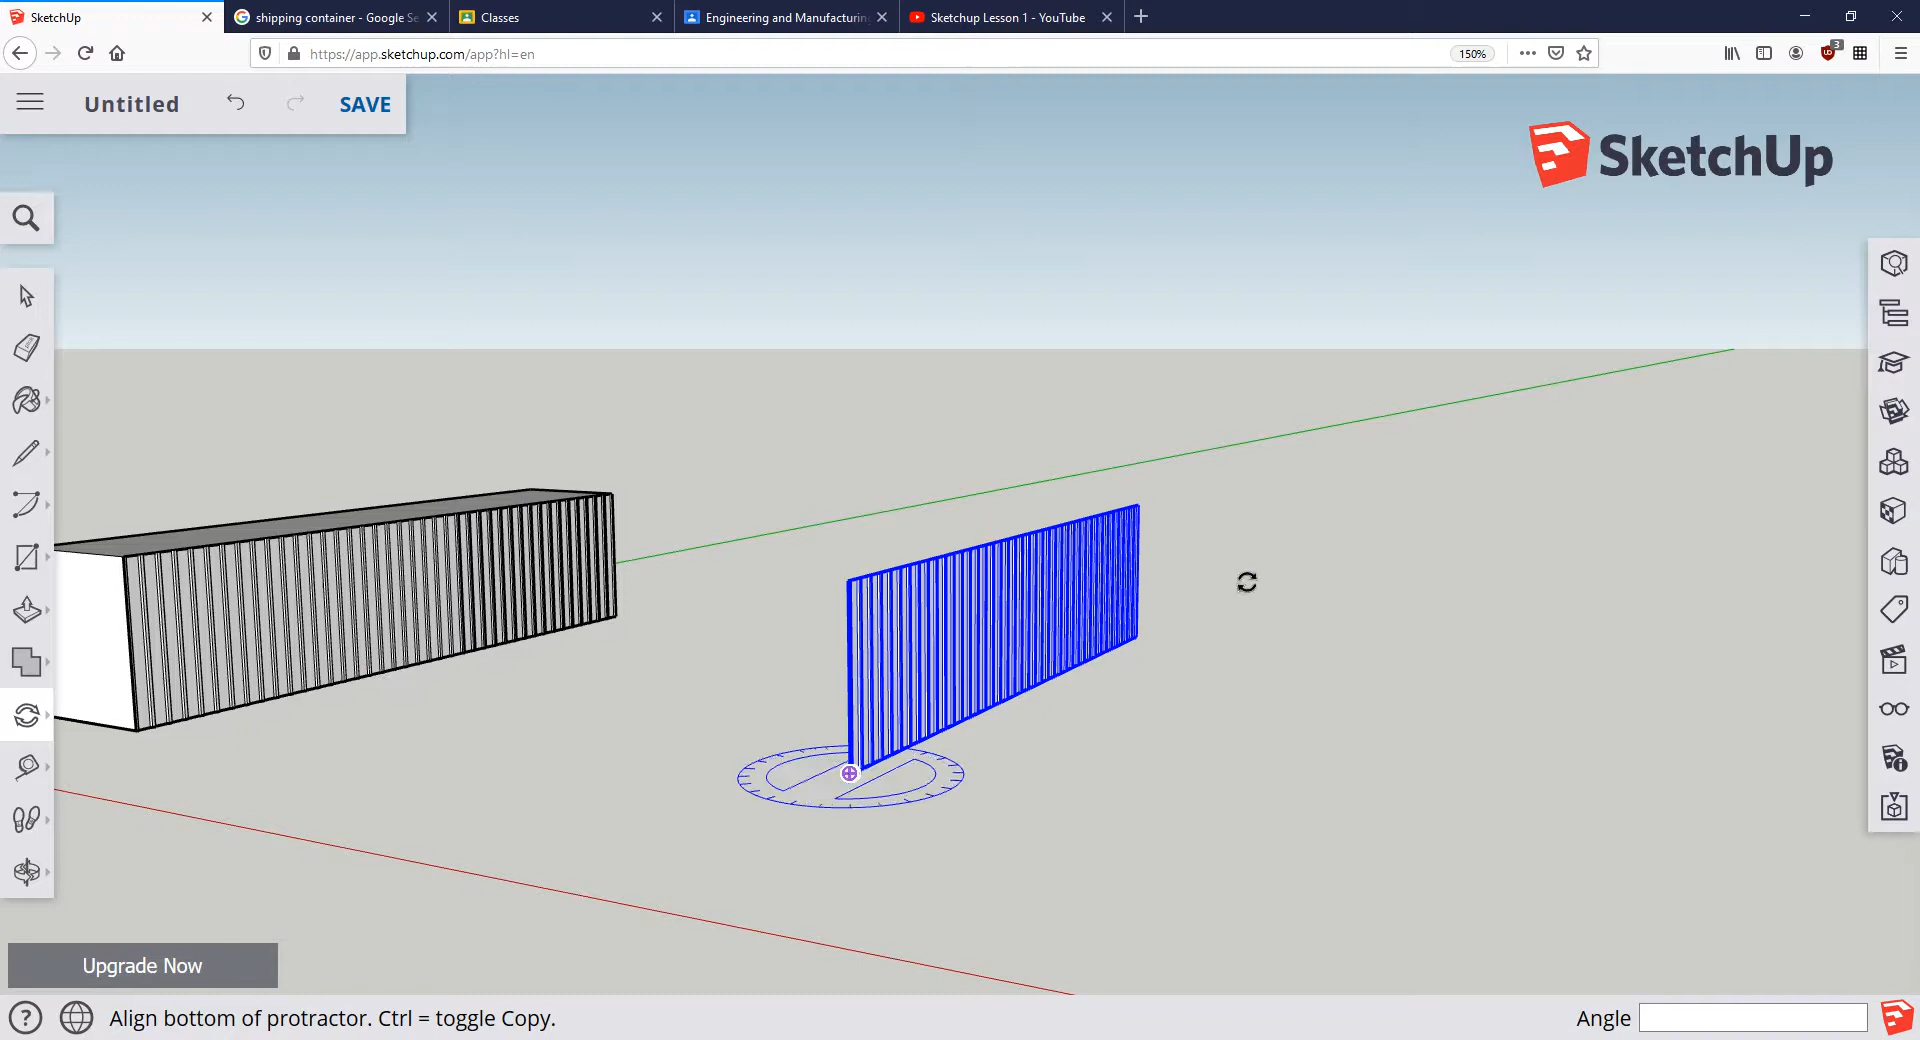 SketchUp
shipping container - Google Se
Classes
Engineering and Manufacturin
Sketchup Lesson 1 - YouTube
https://app.sketchup.com/app?hl=en
150%
3
Untitled
SAVE
SketchUp
Upgrade Now
Align bottom of protractor. Ctrl = toggle Copy.
Angle